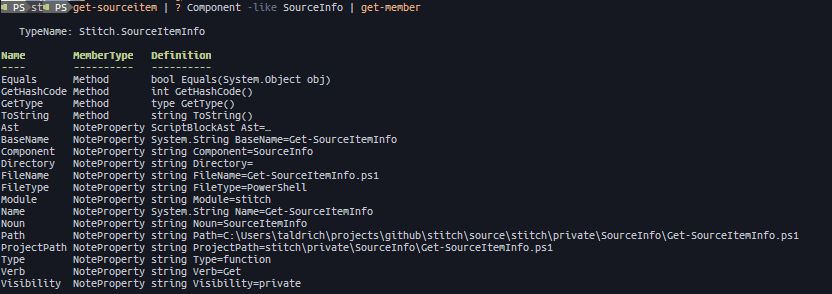 PS st PS get-sourceitem | ? Component -like SourceInfo | get-member
TypeName: Stitch.SourceItemInfo
Name        MemberType   Definition
----        ----------   ----------
Equals      Method       bool Equals(System.Object obj)
GetHashCode Method       int GetHashCode()
GetType     Method       type GetType()
ToString    Method       string ToString()
Ast         NoteProperty ScriptBlockAst Ast=…
BaseName    NoteProperty System.String BaseName=Get-SourceItemInfo
Component   NoteProperty string Component=SourceInfo
Directory   NoteProperty string Directory=
FileName    NoteProperty string FileName=Get-SourceItemInfo.ps1
FileType    NoteProperty string FileType=PowerShell
Module      NoteProperty string Module=stitch
Name        NoteProperty System.String Name=Get-SourceItemInfo
Noun        NoteProperty string Noun=SourceItemInfo
Path        NoteProperty string Path=C:\Users\taldrich\projects\github\stitch\source\stitch\private\SourceInfo\Get-SourceItemInfo.ps1
ProjectPath NoteProperty string ProjectPath=stitch\private\SourceInfo\Get-SourceItemInfo.ps1
Type        NoteProperty string Type=function
Verb        NoteProperty string Verb=Get
Visibility  NoteProperty string Visibility=private